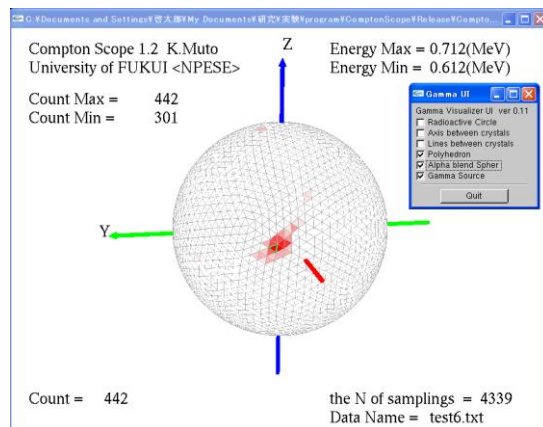 C:¥Documents and Settings¥啓太郎¥My Documents¥研究¥実験¥program¥ComptonScope¥Release¥Compto...
Compton Scope 1.2 K.Muto
University of FUKUI <NPESE>
Z
Energy Max = 0.712(MeV)
Energy Min = 0.612(MeV)
Count Max = 442
Count Min = 301
Gamma UI
Gamma Visualizer UI ver 0.11
Radioactive Circle
Axis between crystals
Lines between crystals
Polyhedron
Alpha blend Spher
Gamma Source
Quit
Y
Count = 442
the N of samplings = 4339
Data Name = test6.txt